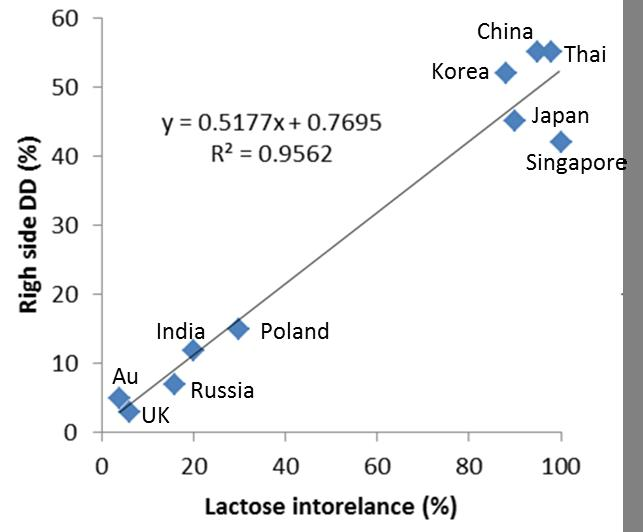 60
China
Thai
Korea
50
y = 0.5177x + 0.7695
Japan
R² = 0.9562
40
Singapore
Righ side DD (%)
30
20
India
Poland
10
Au
Russia
UK
0
0 20 40 60 80 100
Lactose intorelance (%)